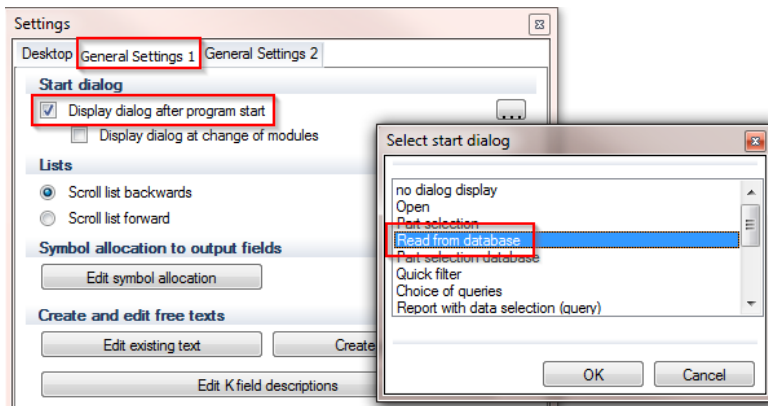 Settings
Desktop General Settings 1 General Settings 2
Start dialog
Display dialog after program start
...
Display dialog at change of modules
Lists
Scroll list backwards
Scroll list forward
Symbol allocation to output fields
Edit symbol allocation
Create and edit free texts
Edit existing text
Create
Edit K field descriptions
Select start dialog
no dialog display
Open
Part selection
Read from database
Part selection database
Quick filter
Choice of queries
Report with data selection (query)
OK
Cancel